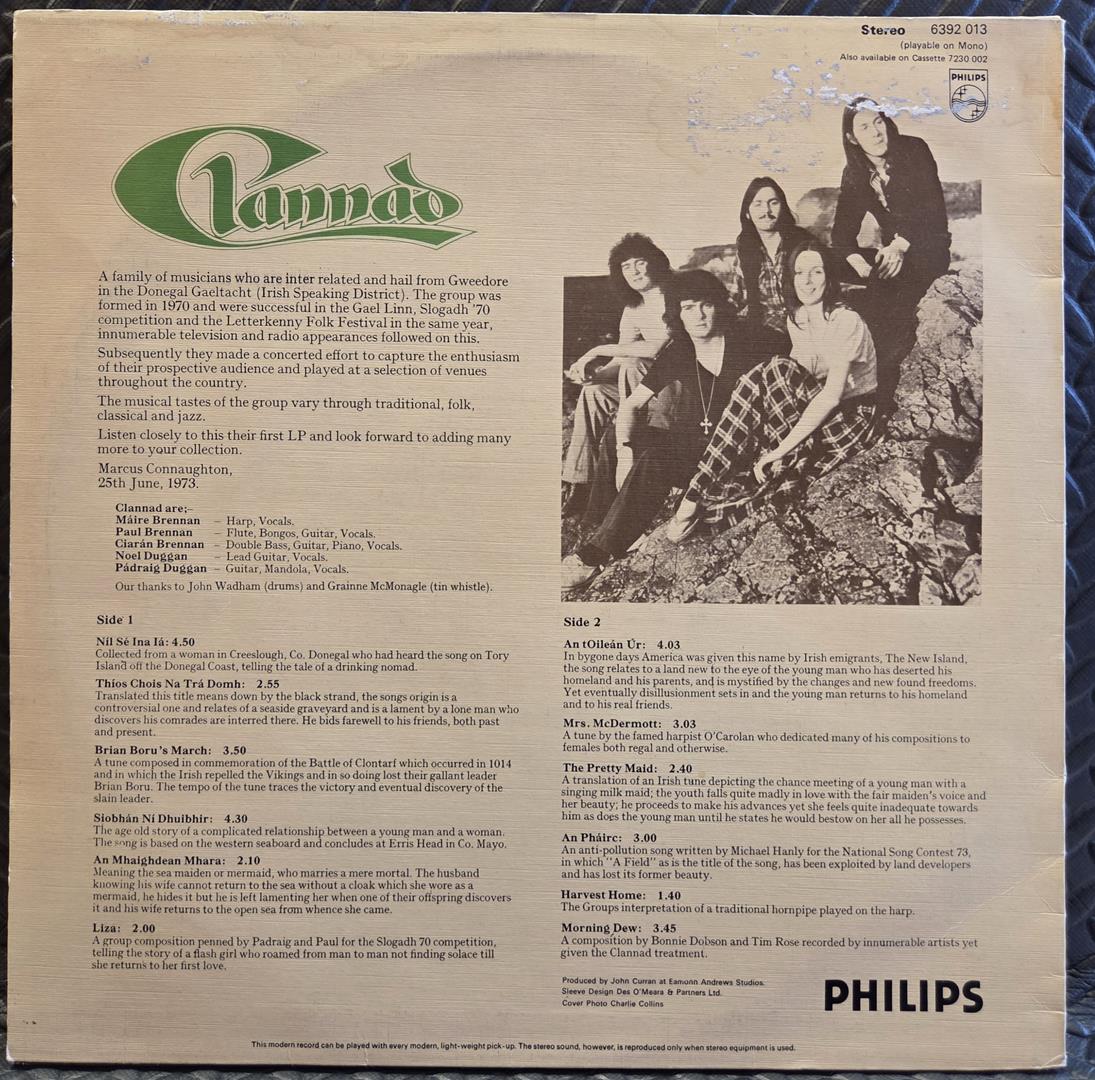 Stereo 6392 013
(playable on Mono)
Also available on Cassette 7230 002
PHILIPS
Clannad
A family of musicians who are inter related and hail from Gweedore
in the Donegal Gaeltacht (Irish Speaking District). The group was
formed in 1970 and were successful in the Gael Linn, Slogadh '70
competition and the Letterkenny Folk Festival in the same year,
innumerable television and radio appearances followed on this.
Subsequently they made a concerted effort to capture the enthusiasm
of their prospective audience and played at a selection of venues
throughout the country.
The musical tastes of the group vary through traditional, folk,
classical and jazz.
Listen closely to this their first LP and look forward to adding many
more to your collection.
Marcus Connaughton,
25th June, 1973.
Clannad are;–
Máire Brennan – Harp, Vocals.
Paul Brennan – Flute, Bongos, Guitar, Vocals.
Ciarán Brennan – Double Bass, Guitar, Piano, Vocals.
Noel Duggan – Lead Guitar, Vocals.
Pádraig Duggan – Guitar, Mandola, Vocals.
Our thanks to John Wadham (drums) and Grainne McMonagle (tin whistle).
Side 1
Níl Sé Ina lá: 4.50
Collected from a woman in Creeslough, Co. Donegal who had heard the song on Tory
Island off the Donegal Coast, telling the tale of a drinking nomad.
Thíos Chois Na Trá Domh: 2.55
Translated this title means down by the black strand, the songs origin is a
controversial one and relates of a seaside graveyard and is a lament by a lone man who
discovers his comrades are interred there. He bids farewell to his friends, both past
and present.
Brian Boru's March: 3.50
A tune composed in commemoration of the Battle of Clontarf which occurred in 1014
and in which the Irish repelled the Vikings and in so doing lost their gallant leader
Brian Boru. The tempo of the tune traces the victory and eventual discovery of the
slain leader.
Siobhán Ní Dhuibhir: 4.30
The age old story of a complicated relationship between a young man and a woman.
The song is based on the western seaboard and concludes at Erris Head in Co. Mayo.
An Mhaighdean Mhara: 2.10
Meaning the sea maiden or mermaid, who marries a mere mortal. The husband
knowing his wife cannot return to the sea without a cloak which she wore as a
mermaid, he hides it but he is left lamenting her when one of their offspring discovers
it and his wife returns to the open sea from whence she came.
Liza: 2.00
A group composition penned by Padraig and Paul for the Slogadh 70 competition,
telling the story of a flash girl who roamed from man to man not finding solace till
she returns to her first love.
Side 2
An tOileán Úr: 4.03
In bygone days America was given this name by Irish emigrants, The New Island,
the song relates to a land new to the eye of the young man who has deserted his
homeland and his parents, and is mystified by the changes and new found freedoms.
Yet eventually disillusionment sets in and the young man returns to his homeland
and to his real friends.
Mrs. McDermott: 3.03
A tune by the famed harpist O'Carolan who dedicated many of his compositions to
females both regal and otherwise.
The Pretty Maid: 2.40
A translation of an Irish tune depicting the chance meeting of a young man with a
singing milk maid; the youth falls quite madly in love with the fair maiden's voice and
her beauty; he proceeds to make his advances yet she feels quite inadequate towards
him as does the young man until he states he would bestow on her all he possesses.
An Pháirc: 3.00
An anti-pollution song written by Michael Hanly for the National Song Contest 73,
in which "A Field" as is the title of the song, has been exploited by land developers
and has lost its former beauty.
Harvest Home: 1.40
The Groups interpretation of a traditional hornpipe played on the harp.
Morning Dew: 3.45
A composition by Bonnie Dobson and Tim Rose recorded by innumerable artists yet
given the Clannad treatment.
Produced by John Curran at Eamonn Andrews Studios.
Sleeve Design Des O'Meara & Partners Ltd.
Cover Photo Charlie Collins
PHILIPS
This modern record can be played with every modern, light-weight pick-up. The stereo sound, however, is reproduced only when stereo equipment is used.